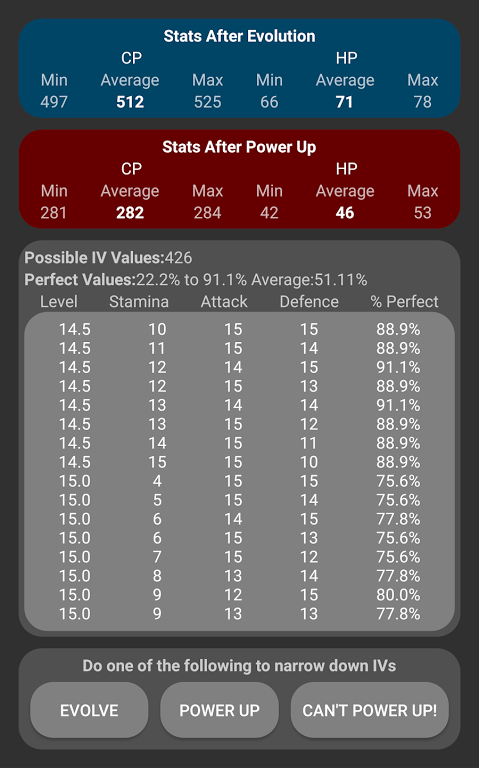 Stats After Evolution
CP HP
Min Average Max Min Average Max
497 512 525 66 71 78
Stats After Power Up
CP HP
Min Average Max Min Average Max
281 282 284 42 46 53
Possible IV Values:426
Perfect Values:22.2% to 91.1% Average:51.11%
Level Stamina Attack Defence % Perfect
14.5 10 15 15 88.9%
14.5 11 15 14 88.9%
14.5 12 14 15 91.1%
14.5 12 15 13 88.9%
14.5 13 14 14 91.1%
14.5 13 15 12 88.9%
14.5 14 15 11 88.9%
14.5 15 15 10 88.9%
15.0 4 15 15 75.6%
15.0 5 15 14 75.6%
15.0 6 14 15 77.8%
15.0 6 15 13 75.6%
15.0 7 15 12 75.6%
15.0 8 13 14 77.8%
15.0 9 12 15 80.0%
15.0 9 13 13 77.8%
Do one of the following to narrow down IVs
EVOLVE POWER UP CAN'T POWER UP!